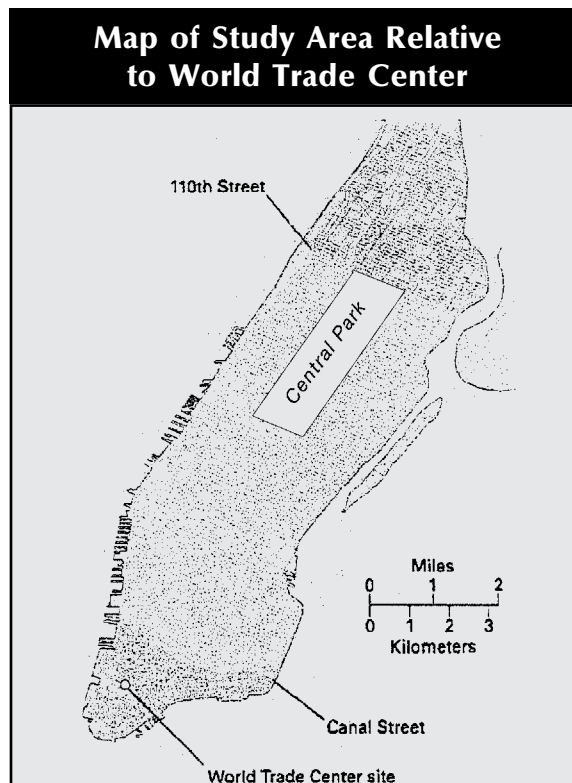 Map of Study Area Relative
to World Trade Center
110th Street
Central Park
Miles
0 1 2
0 1 2 3
Kilometers
Canal Street
World Trade Center site